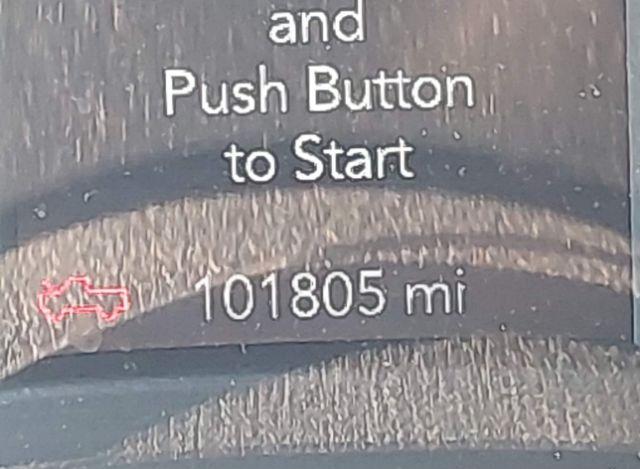 and
Push Button
to Start
101805 mi